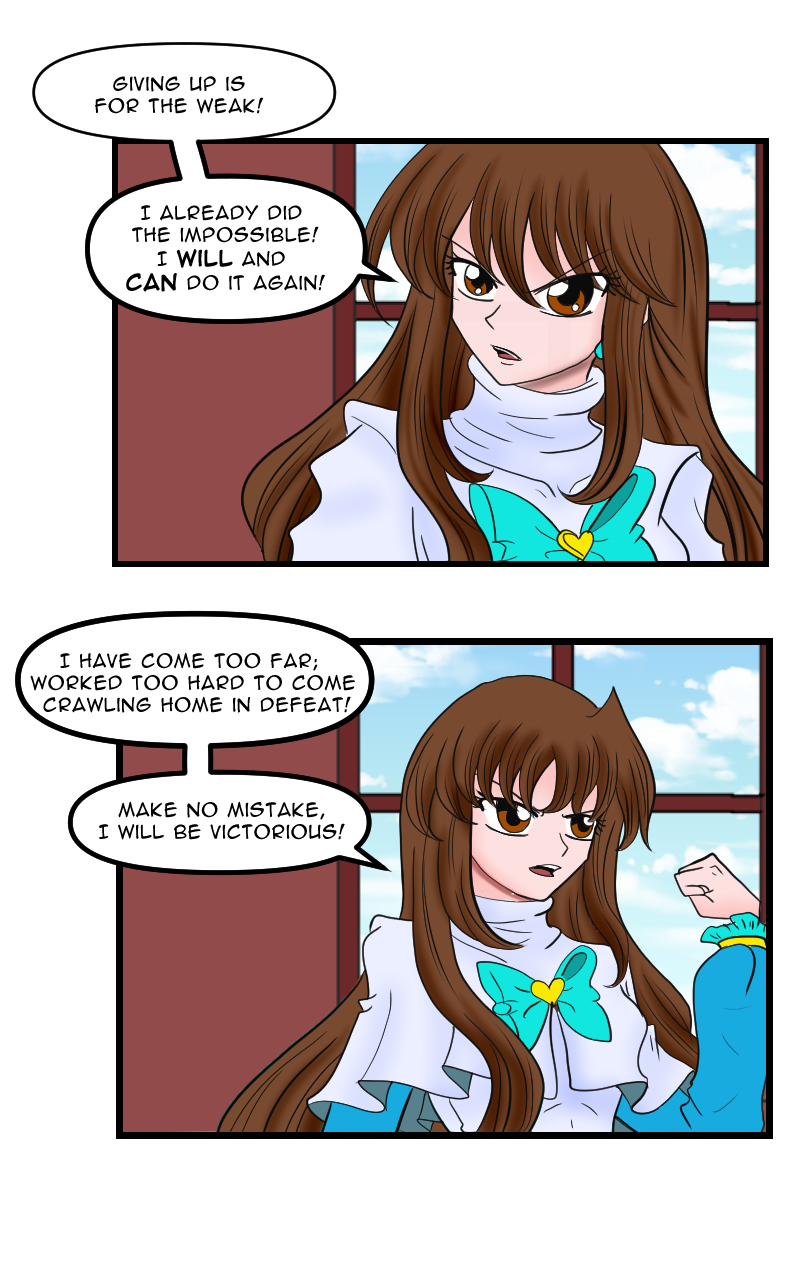 GIVING UP IS
FOR THE WEAK!
I ALREADY DID
THE IMPOSSIBLE!
I WILL AND
CAN DO IT AGAIN!
I HAVE COME TOO FAR;
WORKED TOO HARD TO COME
CRAWLING HOME IN DEFEAT!
MAKE NO MISTAKE,
I WILL BE VICTORIOUS!